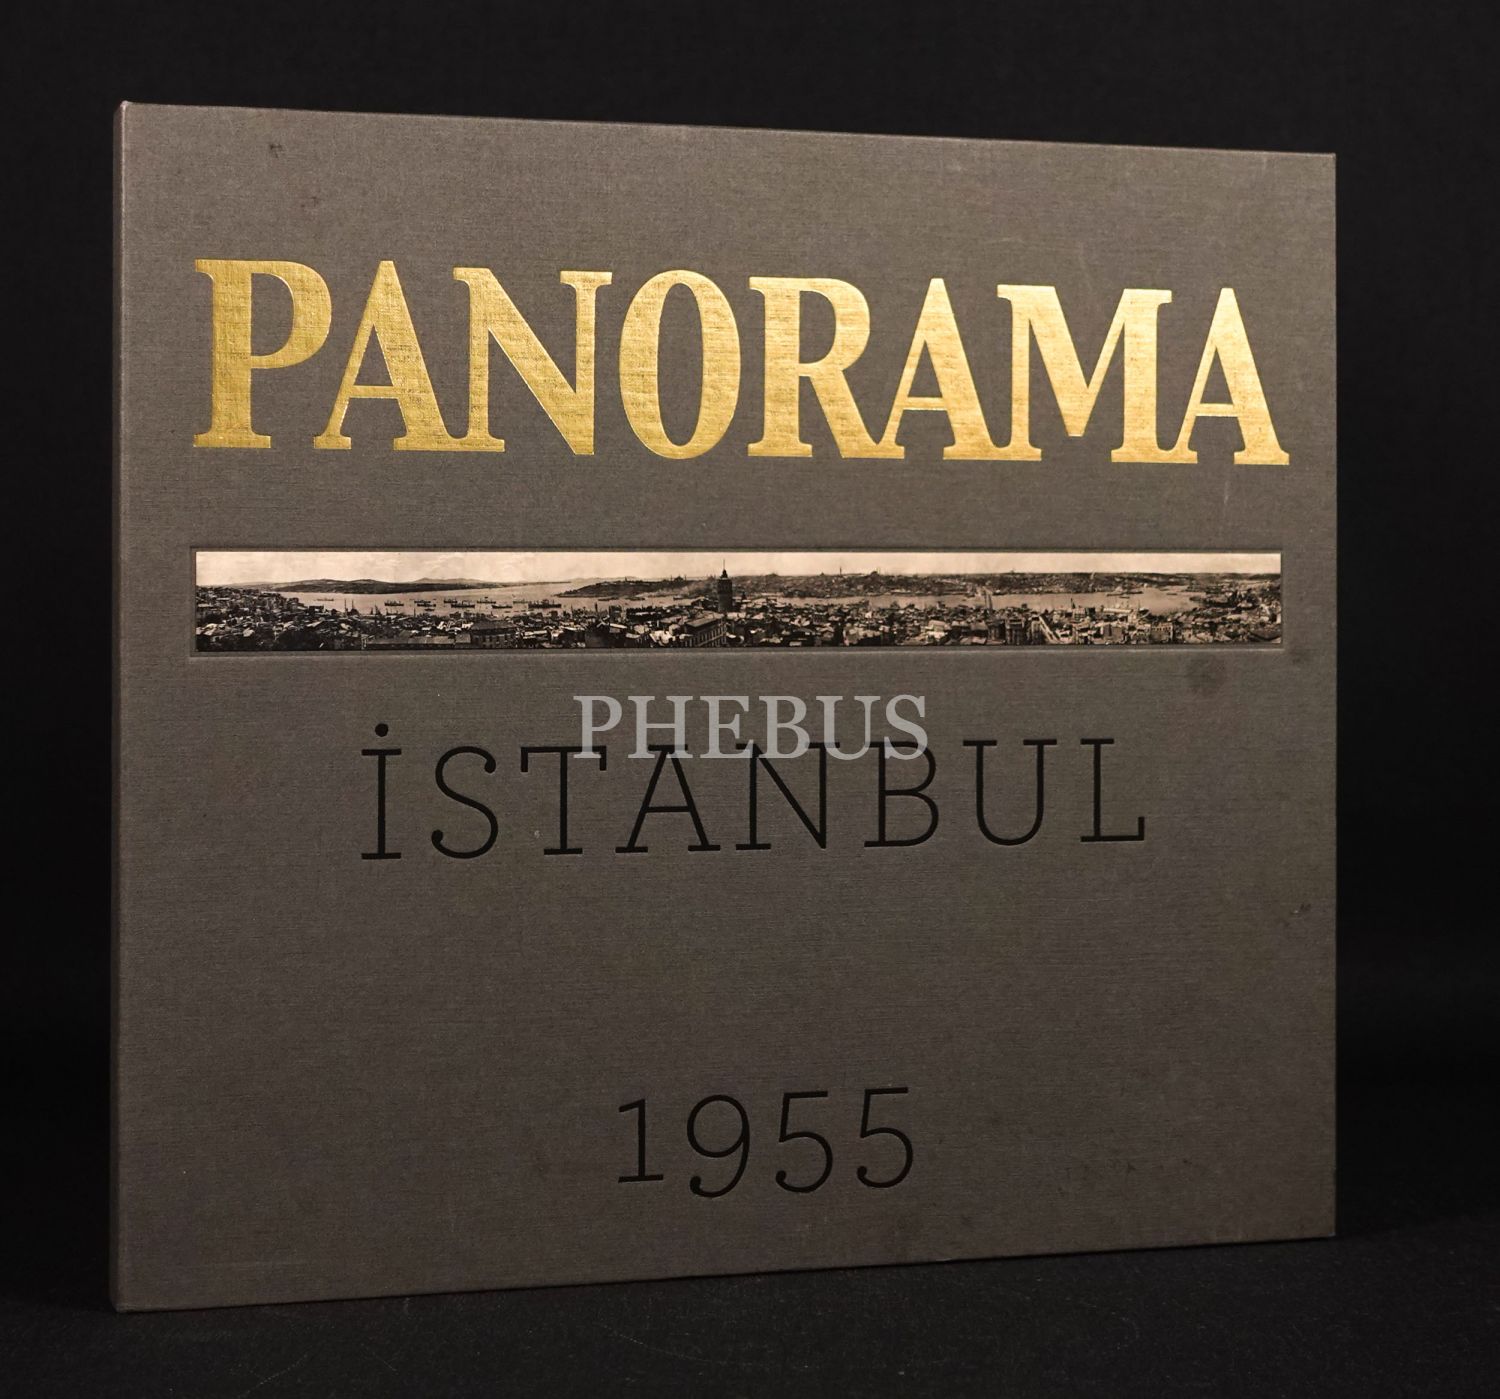 PANORAMA
PHEBUS
İSTANBUL
1955